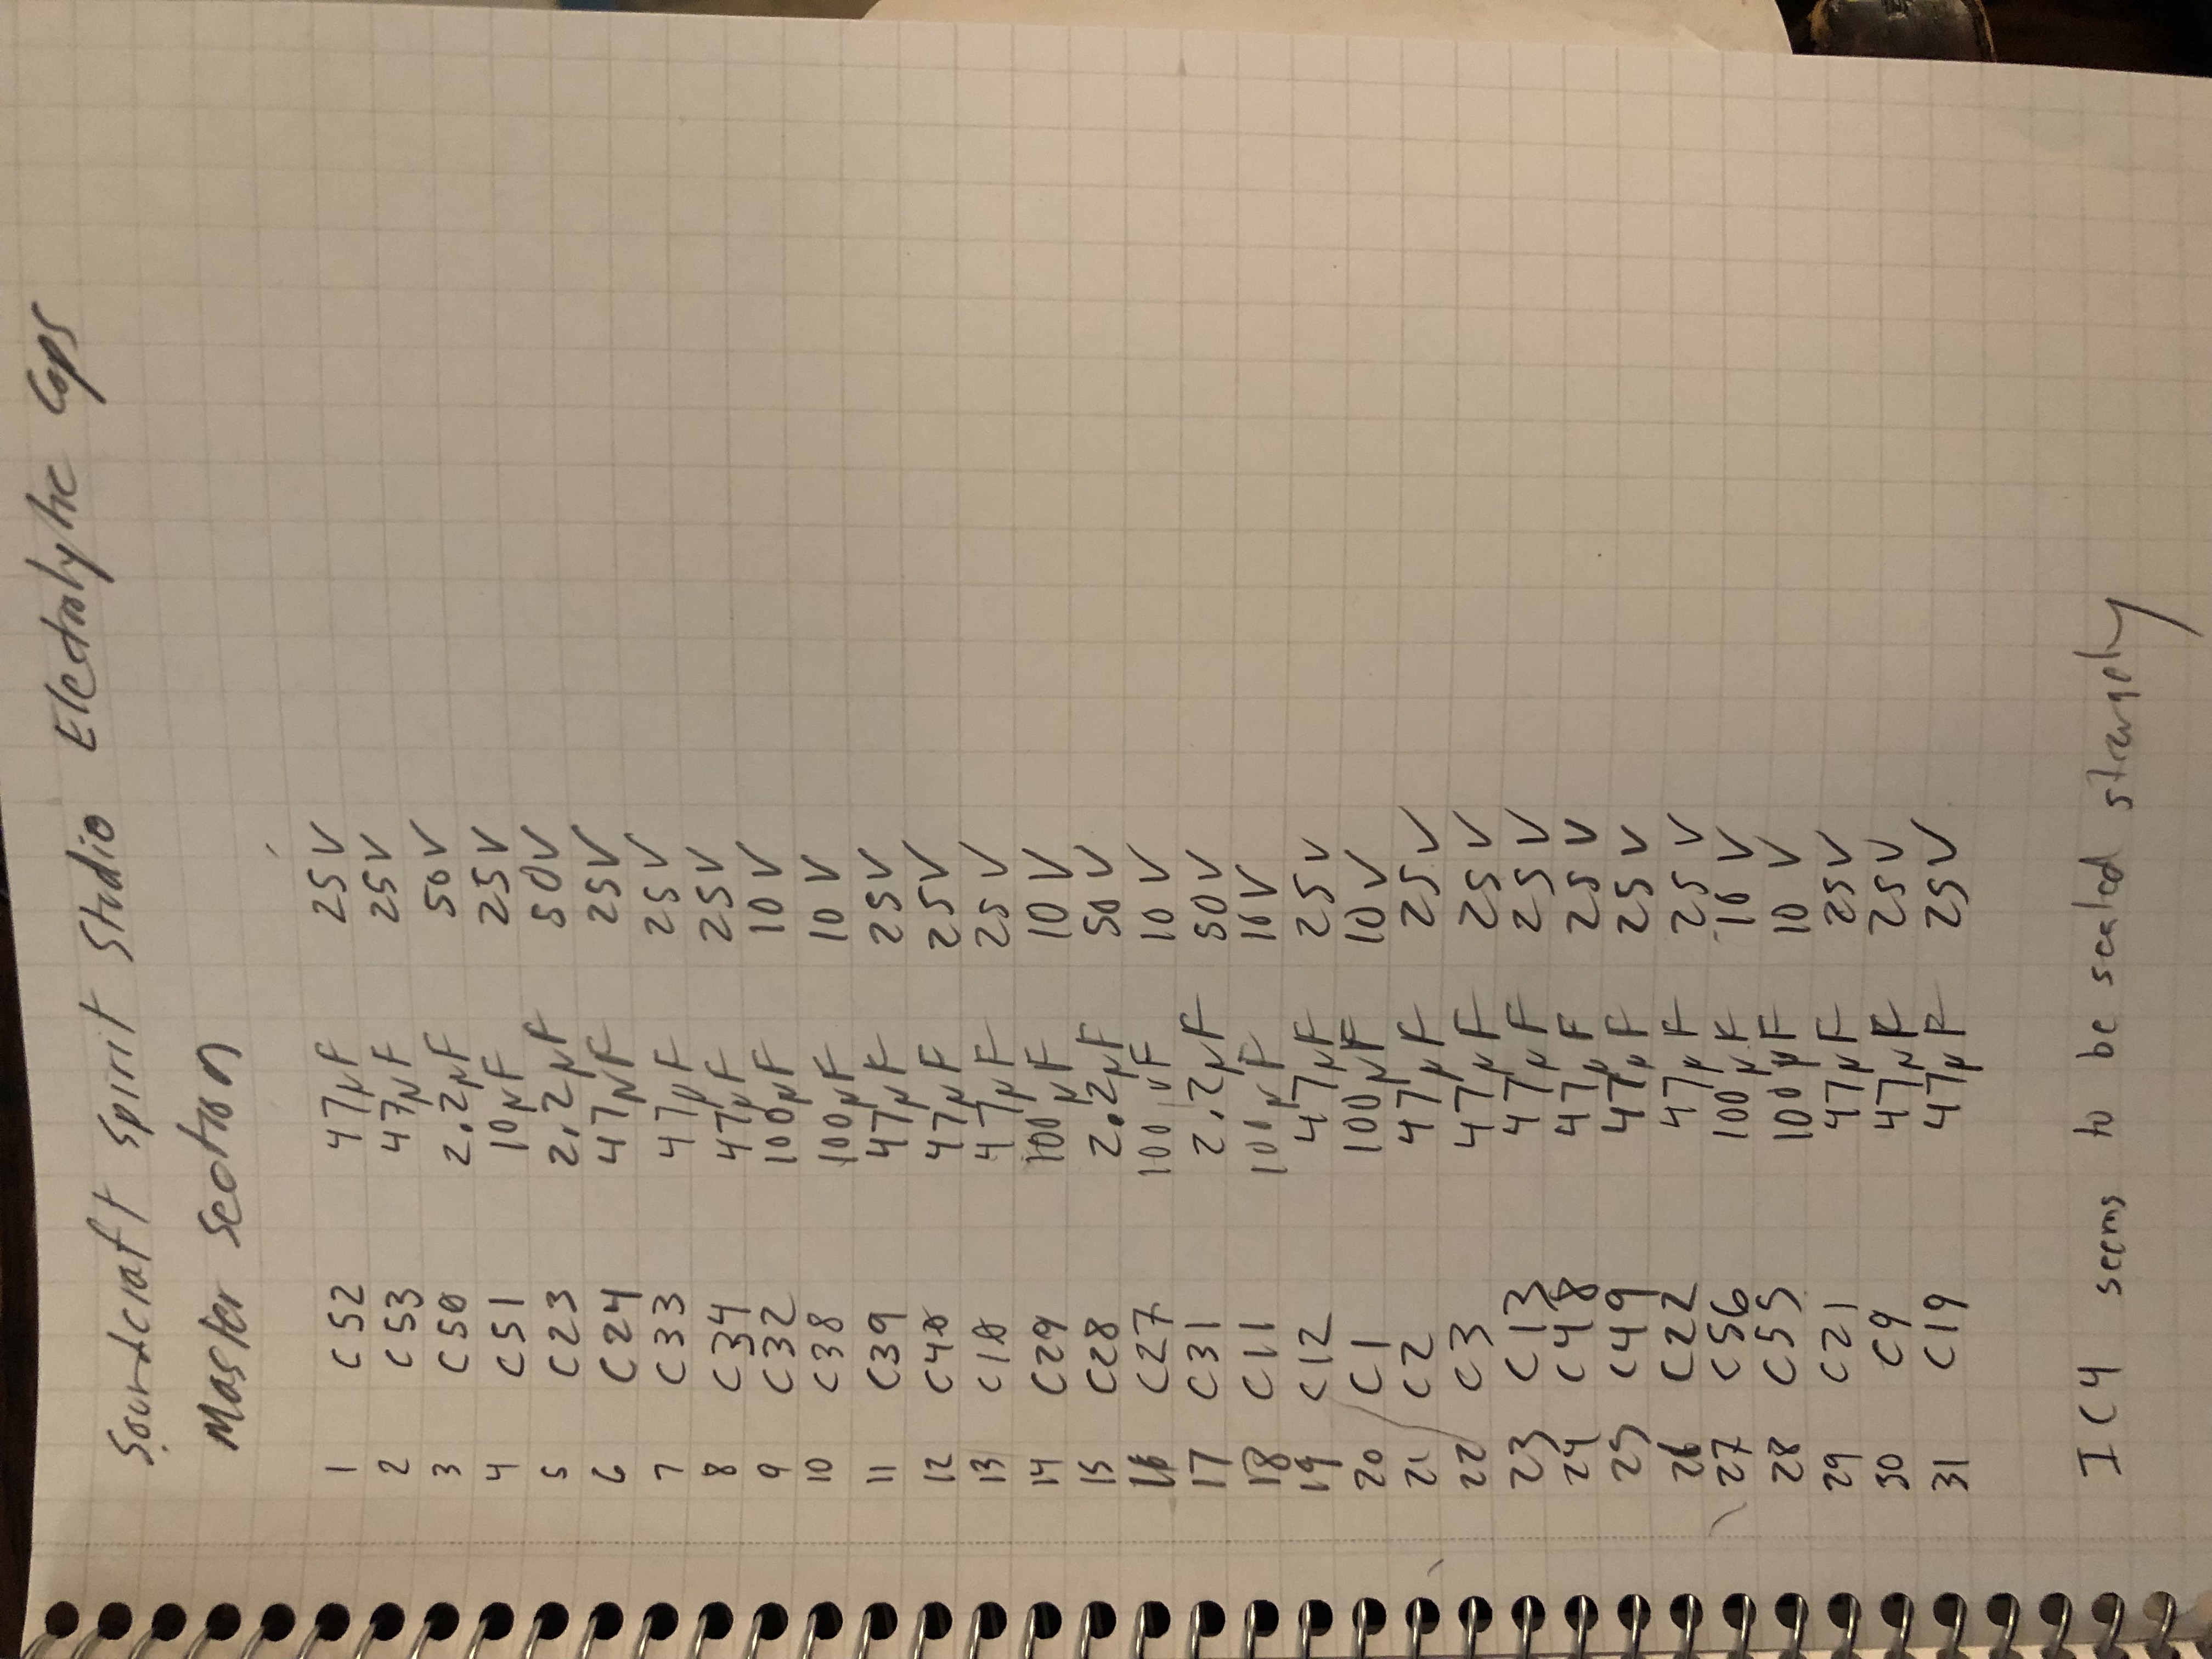 Soundcraft Spirit Studio Electrolytic Caps
Master Section
1 C52 47µF 25V
2 C53 47µF 25V
3 C50 2.2µF 50V
4 C51 10µF 25V
5 C23 2.2µF 50V
6 C24 47µF 25V
7 C33 47µF 25V
8 C34 47µF 25V
9 C32 100µF 10V
10 C38 100µF 10V
11 C39 47µF 25V
12 C40 47µF 25V
13 C10 47µF 25V
14 C29 100µF 10V
15 C28 2.2µF 50V
16 C27 100µF 10V
17 C31 2.2µF 50V
18 C11 100µF 10V
19 C12 47µF 25V
20 C1 100µF 10V
21 C2 47µF 25V
22 C3 47µF 25V
23 C13 47µF 25V
24 C48 47µF 25V
25 C49 47µF 25V
26 C22 47µF 25V
27 C56 100µF 10V
28 C55 100µF 10V
29 C21 47µF 25V
30 C9 47µF 25V
31 C19 47µF 25V
IC4 seems to be sealed strangely